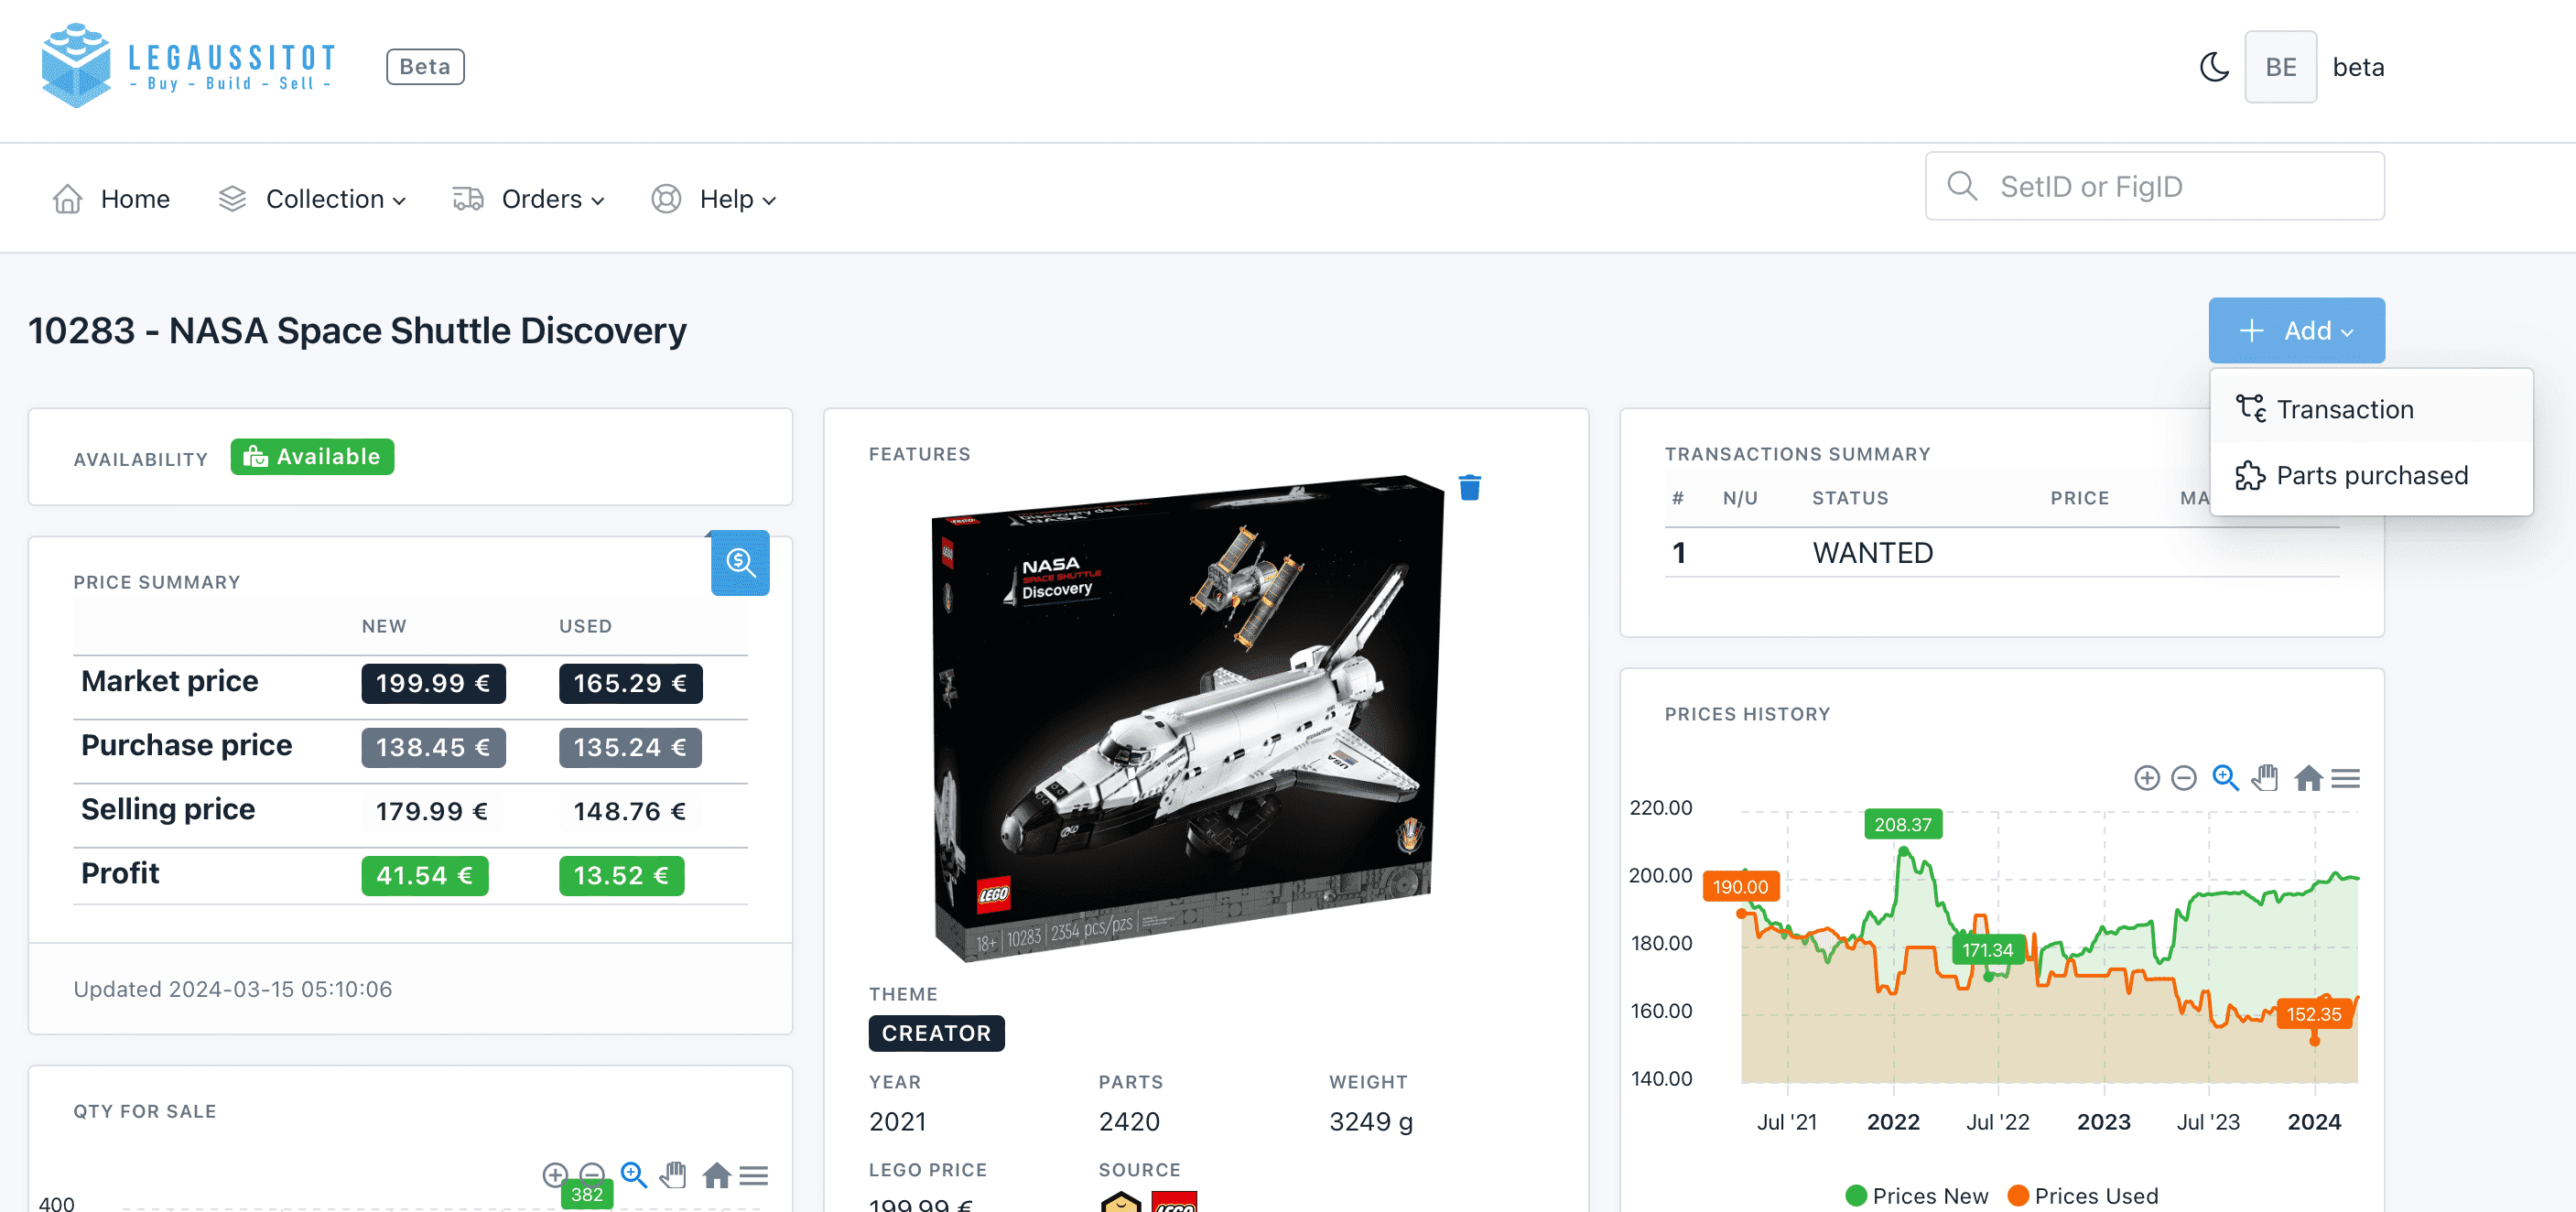 LEGAUSSITOT
- Buy - Build - Sell -
Beta
BE
beta
Home
Collection
Orders
Help
SetID or FigID
10283 - NASA Space Shuttle Discovery
Add
Transaction
Parts purchased
AVAILABILITY
Available
PRICE SUMMARY
NEW USED
Market price 199.99 € 165.29 €
Purchase price 138.45 € 135.24 €
Selling price 179.99 € 148.76 €
Profit 41.54 € 13.52 €
Updated 2024-03-15 05:10:06
QTY FOR SALE
382
400
FEATURES
Discovery de la
NASA
NASA
SPACE SHUTTLE
Discovery
USA
LEGO
18+ 10283 2354 pcs/pzs
THEME
CREATOR
YEAR PARTS WEIGHT
2021 2420 3249 g
LEGO PRICE SOURCE
199.99 €
LEGO
TRANSACTIONS SUMMARY
# N/U STATUS PRICE MA
1 WANTED
PRICES HISTORY
220.00
208.37
200.00
190.00
180.00
171.34
160.00
152.35
140.00
Jul '21 2022 Jul '22 2023 Jul '23 2024
Prices New Prices Used